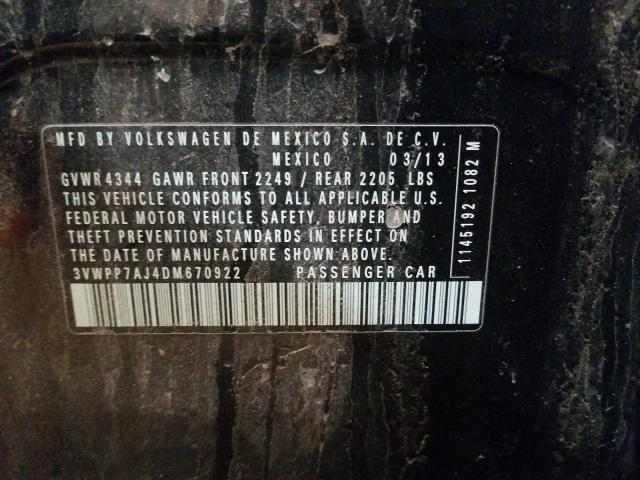 MFD BY VOLKSWAGEN DE MEXICO S.A. DE C.V.
MEXICO 03/13
GVWR 4344 GAWR FRONT 2249 / REAR 2205 LBS
THIS VEHICLE CONFORMS TO ALL APPLICABLE U.S.
FEDERAL MOTOR VEHICLE SAFETY, BUMPER AND
THEFT PREVENTION STANDARDS IN EFFECT ON
THE DATE OF MANUFACTURE SHOWN ABOVE.
3VWPP7AJ4DM670922 PASSENGER CAR
1145192 1082 M